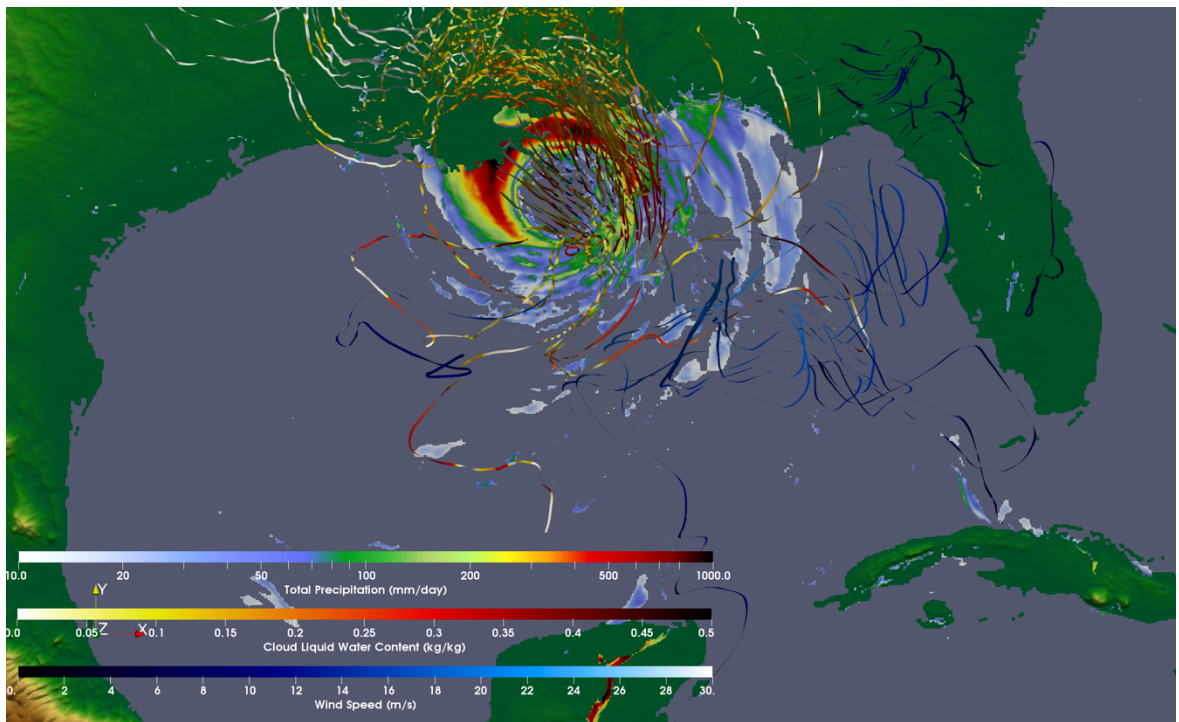 10.0 20 50 100 200 500 1000.0
Total Precipitation (mm/day)
Y
Z X
0.0 0.05 0.1 0.15 0.2 0.25 0.3 0.35 0.4 0.45 0.5
Cloud Liquid Water Content (kg/kg)
0. 2 4 6 8 10 12 14 16 18 20 22 24 26 28 30.
Wind Speed (m/s)